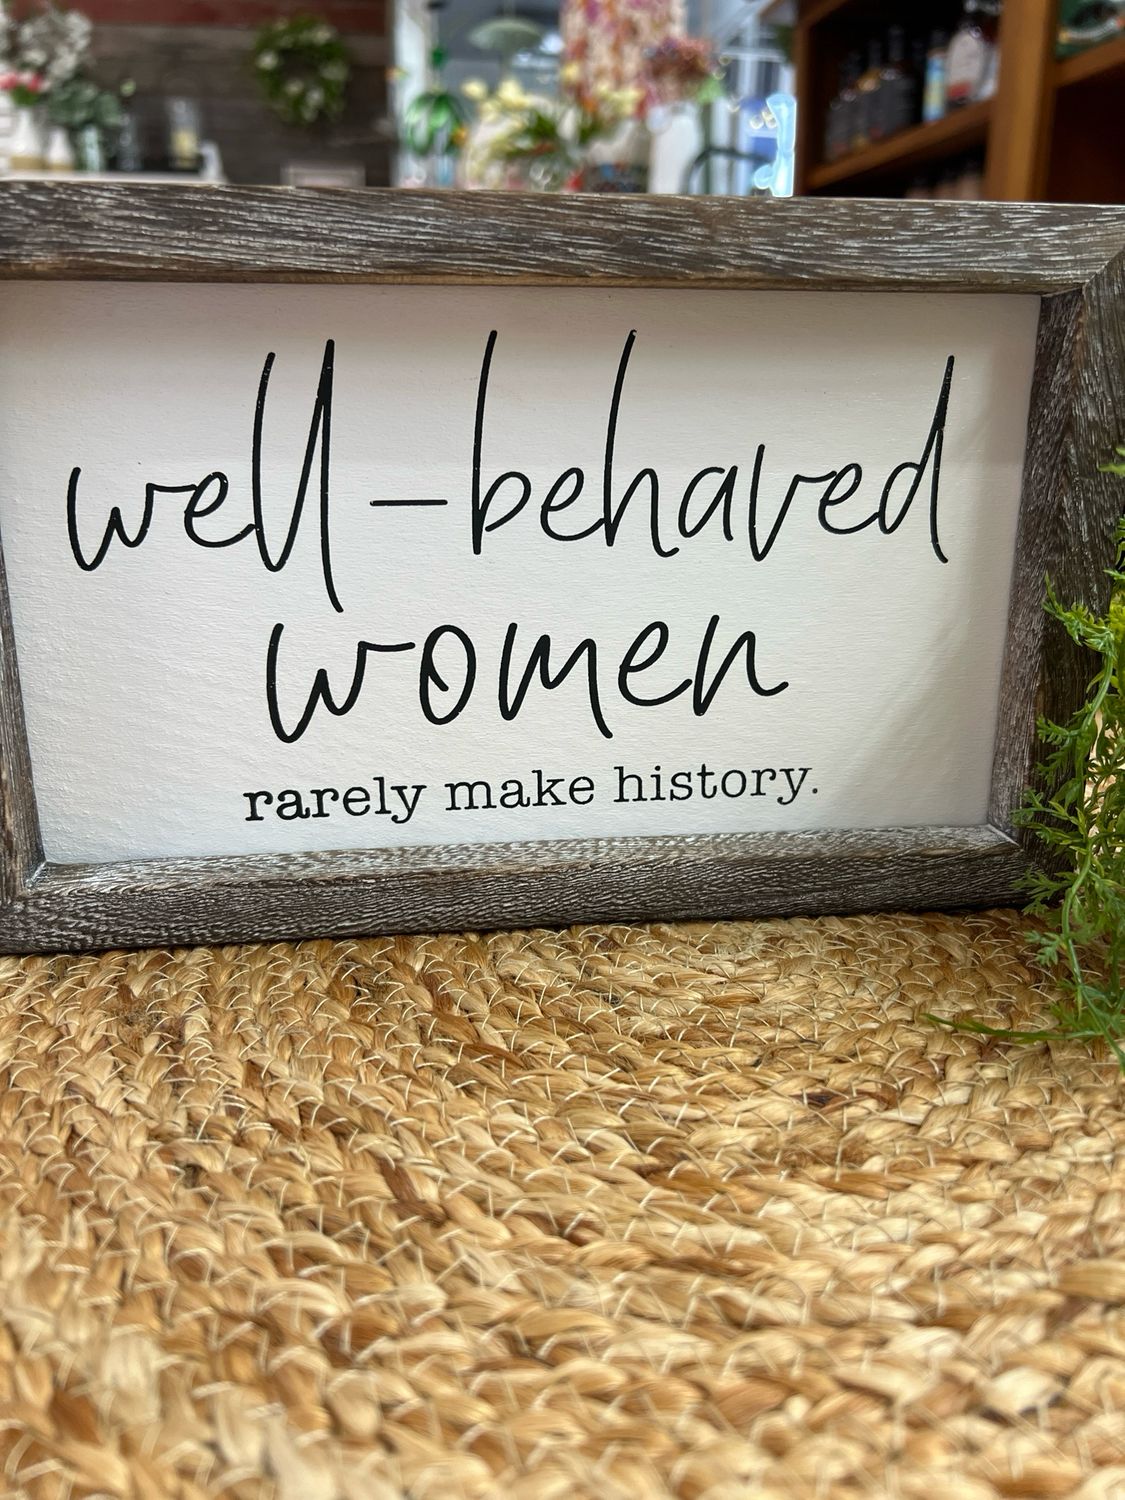 well-behaved
women
rarely make history.